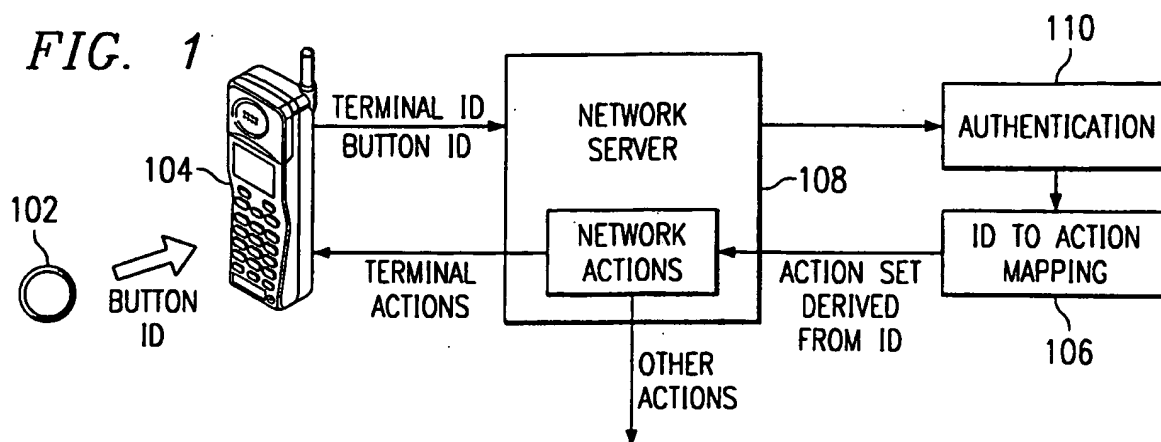 FIG. 1
110
TERMINAL ID
BUTTON ID
NETWORK
SERVER
AUTHENTICATION
104
108
102
ID TO ACTION
MAPPING
NETWORK
ACTIONS
TERMINAL
ACTIONS
ACTION SET
DERIVED
FROM ID
BUTTON
ID
106
OTHER
ACTIONS